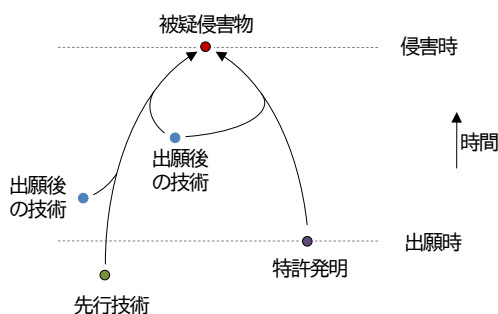 被疑侵害物
侵害時
時間
出願後
の技術
出願後
の技術
出願時
特許発明
先行技術